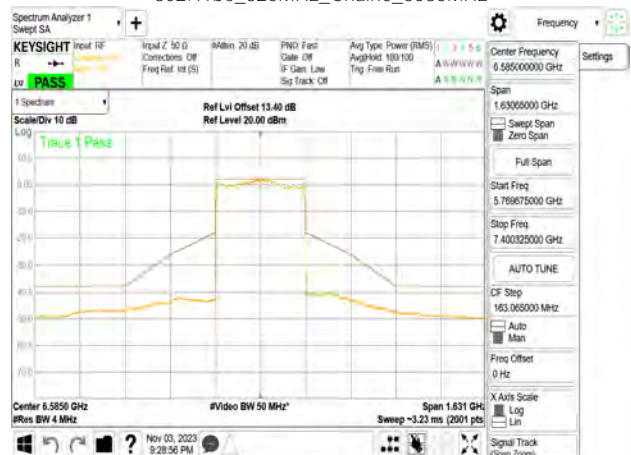 Spectrum Analyzer 1
Swept SA
+
Frequency
KEYSIGHT
Input: RF
R
PASS
Input Z: 50 Ω
Corrections: Off
Freq Ref: Int (S)
#Atten: 20 dB
PNO: Fast
Gate: Off
IF Gain: Low
Sig Track: Off
Avg Type: Power (RMS)
Avg|Hold: 100/100
Trig: Free Run
Center Frequency
6.585000000 GHz
Settings
Span
1.63065000 GHz
Swept Span
Zero Span
Full Span
Start Freq
5.769675000 GHz
Stop Freq
7.400325000 GHz
AUTO TUNE
CF Step
163.065000 MHz
Auto
Man
Freq Offset
0 Hz
X Axis Scale
Log
Lin
Signal Track
(Span Zoom)
1 Spectrum
Scale/Div 10 dB
Log
Ref Lvl Offset 13.40 dB
Ref Level 20.00 dBm
Trace 1 Pass
Center 6.5850 GHz
#Res BW 4 MHz
#Video BW 50 MHz*
Span 1.631 GHz
Sweep ~3.23 ms (2001 pts
?
Nov 03, 2023
9:28:56 PM